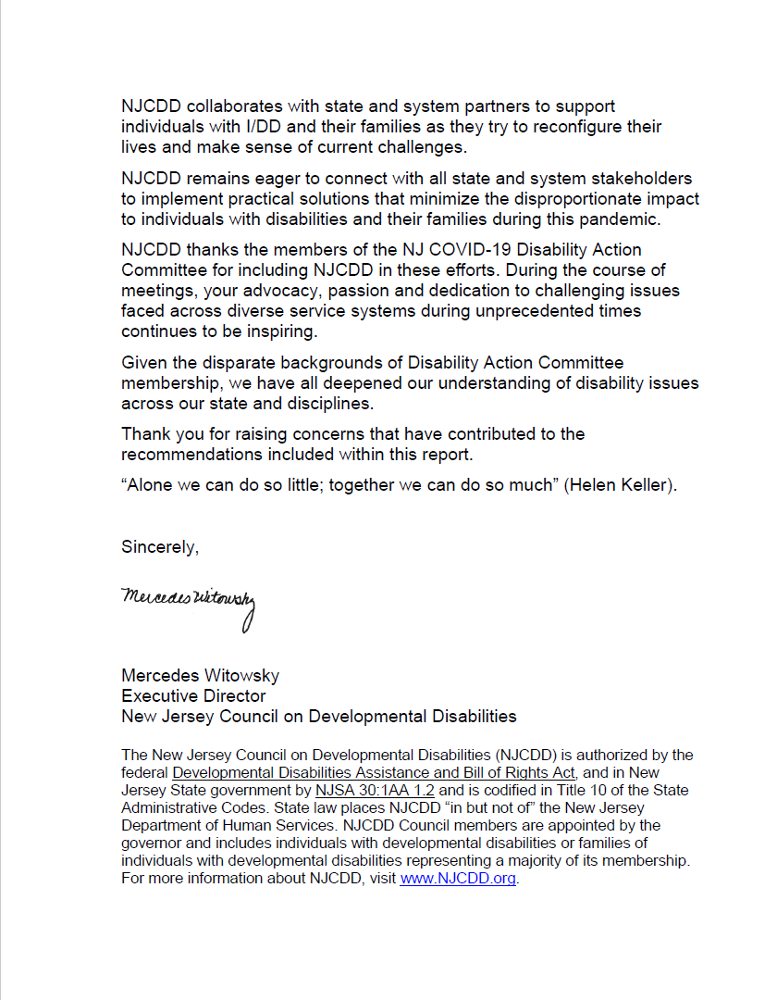 NJCDD collaborates with state and system partners to support
individuals with I/DD and their families as they try to reconfigure their
lives and make sense of current challenges.
NJCDD remains eager to connect with all state and system stakeholders
to implement practical solutions that minimize the disproportionate impact
to individuals with disabilities and their families during this pandemic.
NJCDD thanks the members of the NJ COVID-19 Disability Action
Committee for including NJCDD in these efforts. During the course of
meetings, your advocacy, passion and dedication to challenging issues
faced across diverse service systems during unprecedented times
continues to be inspiring.
Given the disparate backgrounds of Disability Action Committee
membership, we have all deepened our understanding of disability issues
across our state and disciplines.
Thank you for raising concerns that have contributed to the
recommendations included within this report.
“Alone we can do so little; together we can do so much” (Helen Keller).
Sincerely,
Mercedes Witowsky
Mercedes Witowsky
Executive Director
New Jersey Council on Developmental Disabilities
The New Jersey Council on Developmental Disabilities (NJCDD) is authorized by the
federal Developmental Disabilities Assistance and Bill of Rights Act, and in New
Jersey State government by NJSA 30:1AA 1.2 and is codified in Title 10 of the State
Administrative Codes. State law places NJCDD “in but not of” the New Jersey
Department of Human Services. NJCDD Council members are appointed by the
governor and includes individuals with developmental disabilities or families of
individuals with developmental disabilities representing a majority of its membership.
For more information about NJCDD, visit www.NJCDD.org.